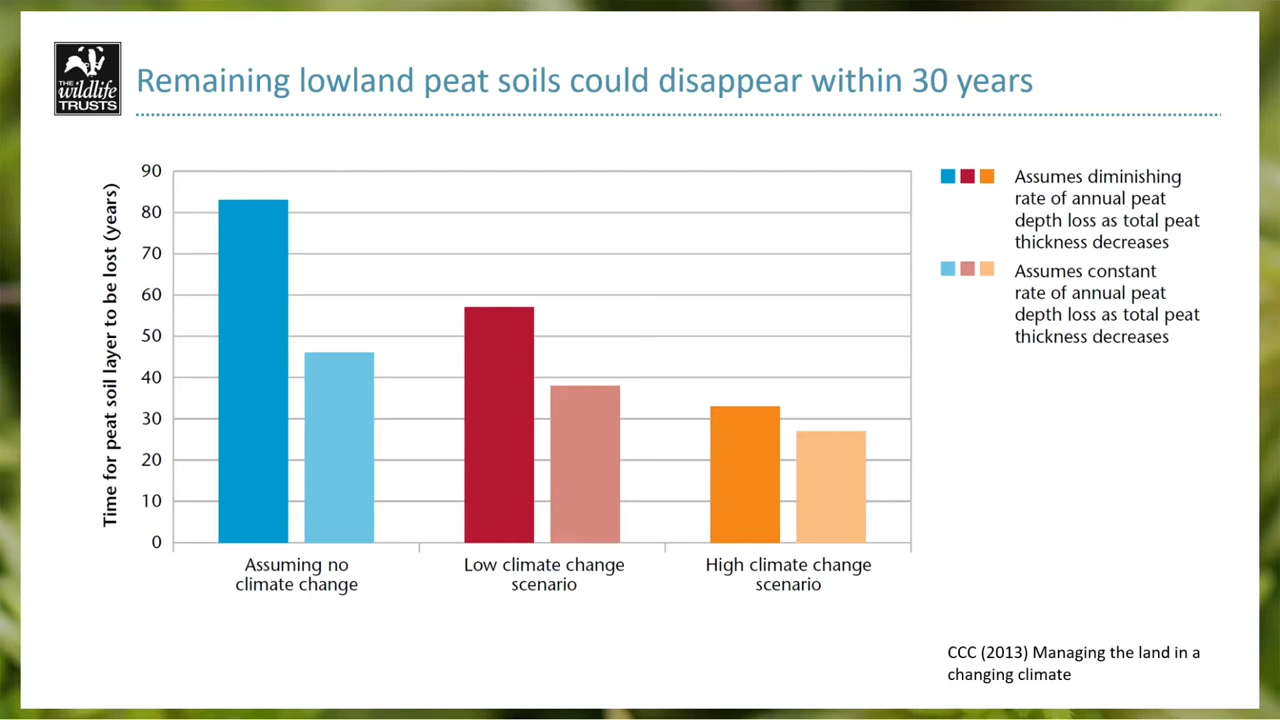 THE
wildlife
TRUSTS
Remaining lowland peat soils could disappear within 30 years
Time for peat soil layer to be lost (years)
90
80
70
60
50
40
30
20
10
0
Assuming no
climate change
Low climate change
scenario
High climate change
scenario
Assumes diminishing
rate of annual peat
depth loss as total peat
thickness decreases
Assumes constant
rate of annual peat
depth loss as total peat
thickness decreases
CCC (2013) Managing the land in a
changing climate